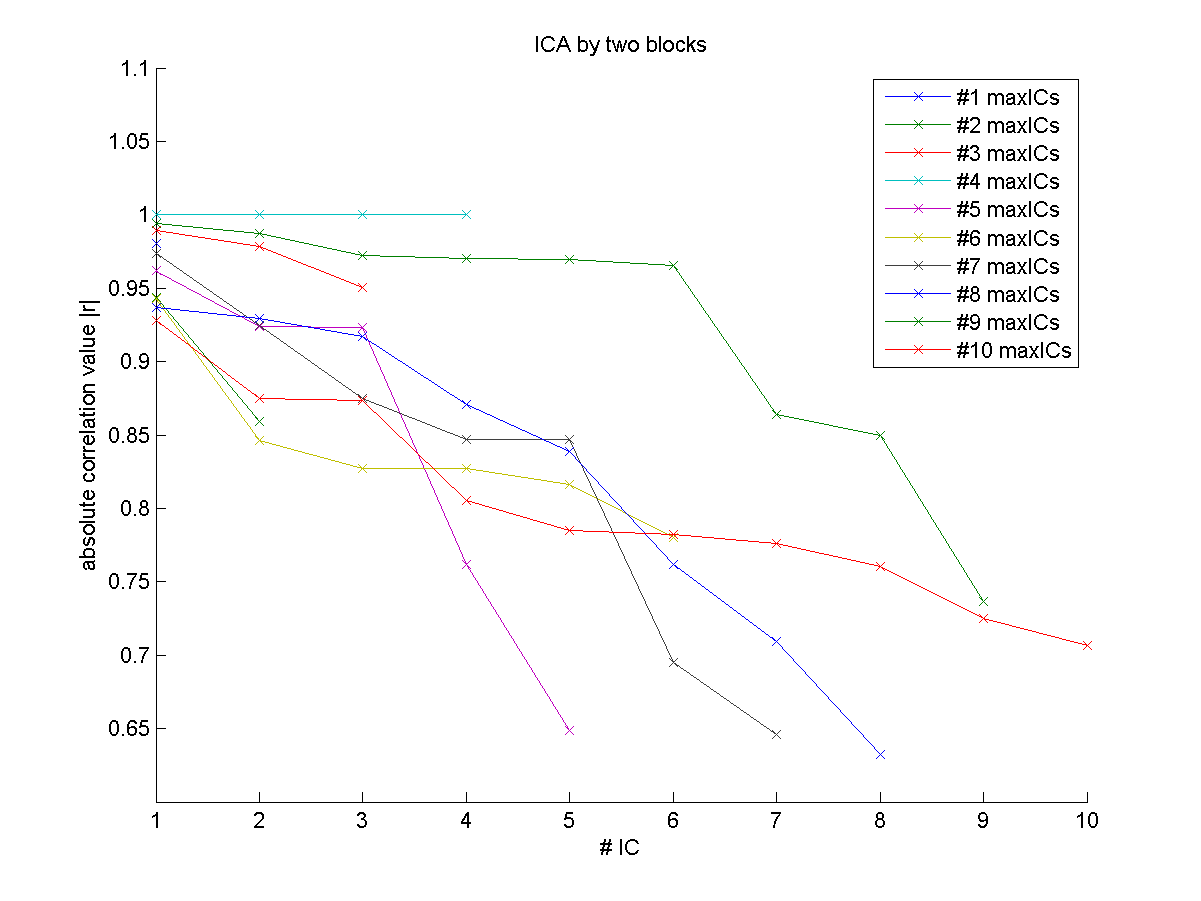 ICA by two blocks
1.1
1.05
1
0.95
0.9
0.85
0.8
0.75
0.7
0.65
absolute correlation value |r|
1 2 3 4 5 6 7 8 9 10
# IC
#1 maxICs
#2 maxICs
#3 maxICs
#4 maxICs
#5 maxICs
#6 maxICs
#7 maxICs
#8 maxICs
#9 maxICs
#10 maxICs